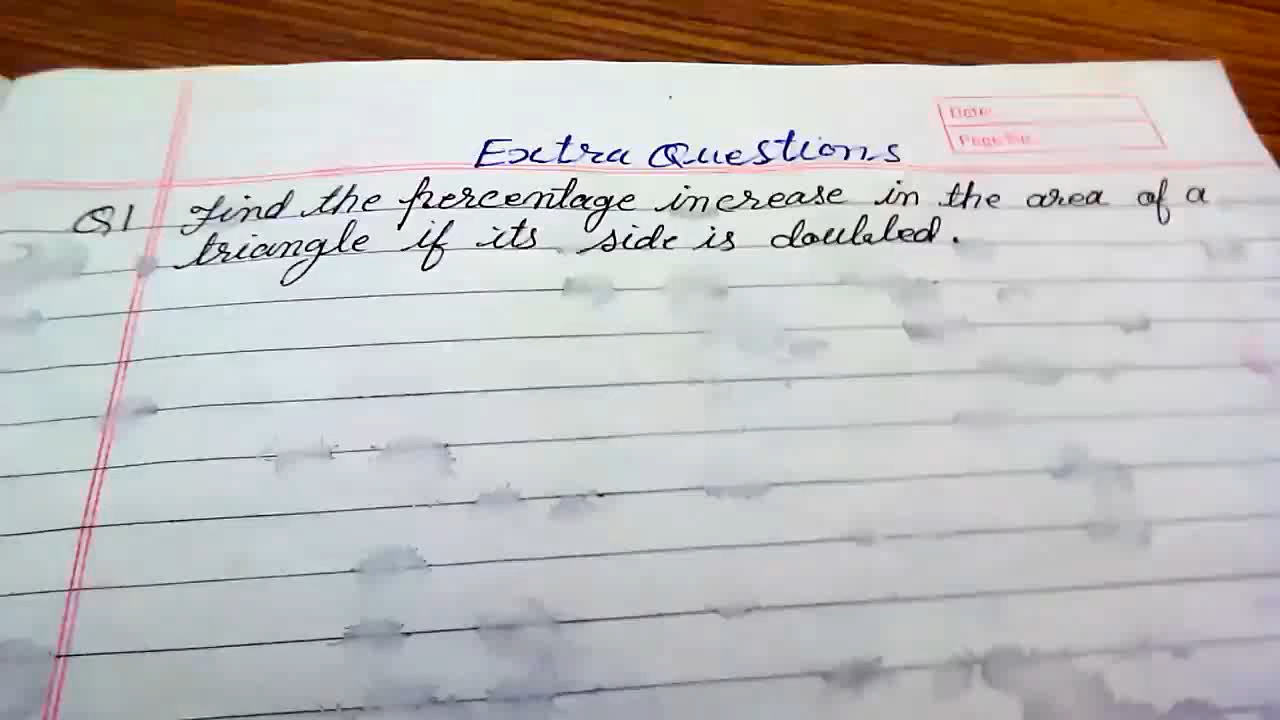 Date:
Page No.
Extra Questions
Q1 Find the percentage increase in the area of a
triangle if its side is doubled.